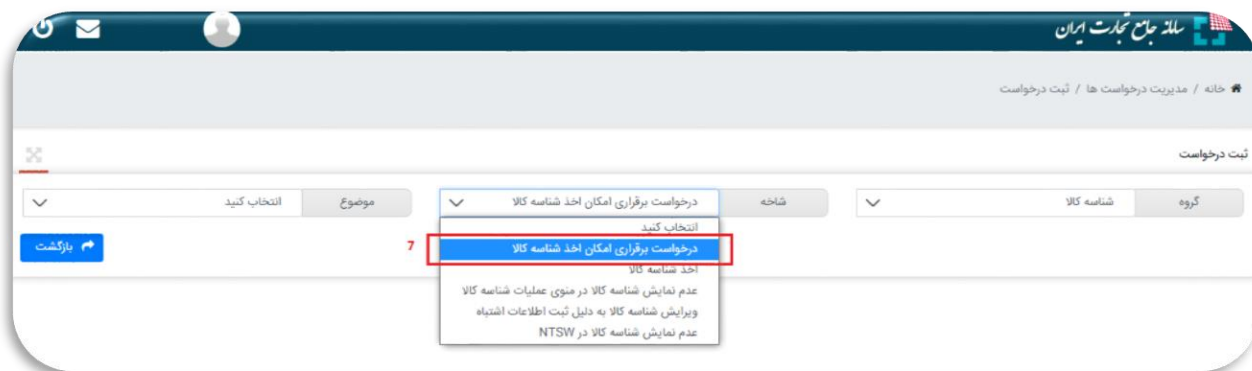 سامانه جامع تجارت ایران
خانه / مدیریت درخواست ها / ثبت درخواست
ثبت درخواست
گروه شناسه کالا شاخه درخواست برقراری امکان اخذ شناسه کالا موضوع انتخاب کنید
انتخاب کنید
درخواست برقراری امکان اخذ شناسه کالا 7 بازگشت
اخذ شناسه کالا
عدم نمایش شناسه کالا در منوی عملیات شناسه کالا
ویرایش شناسه کالا به دلیل ثبت اطلاعات اشتباه
عدم نمایش شناسه کالا در NTSW